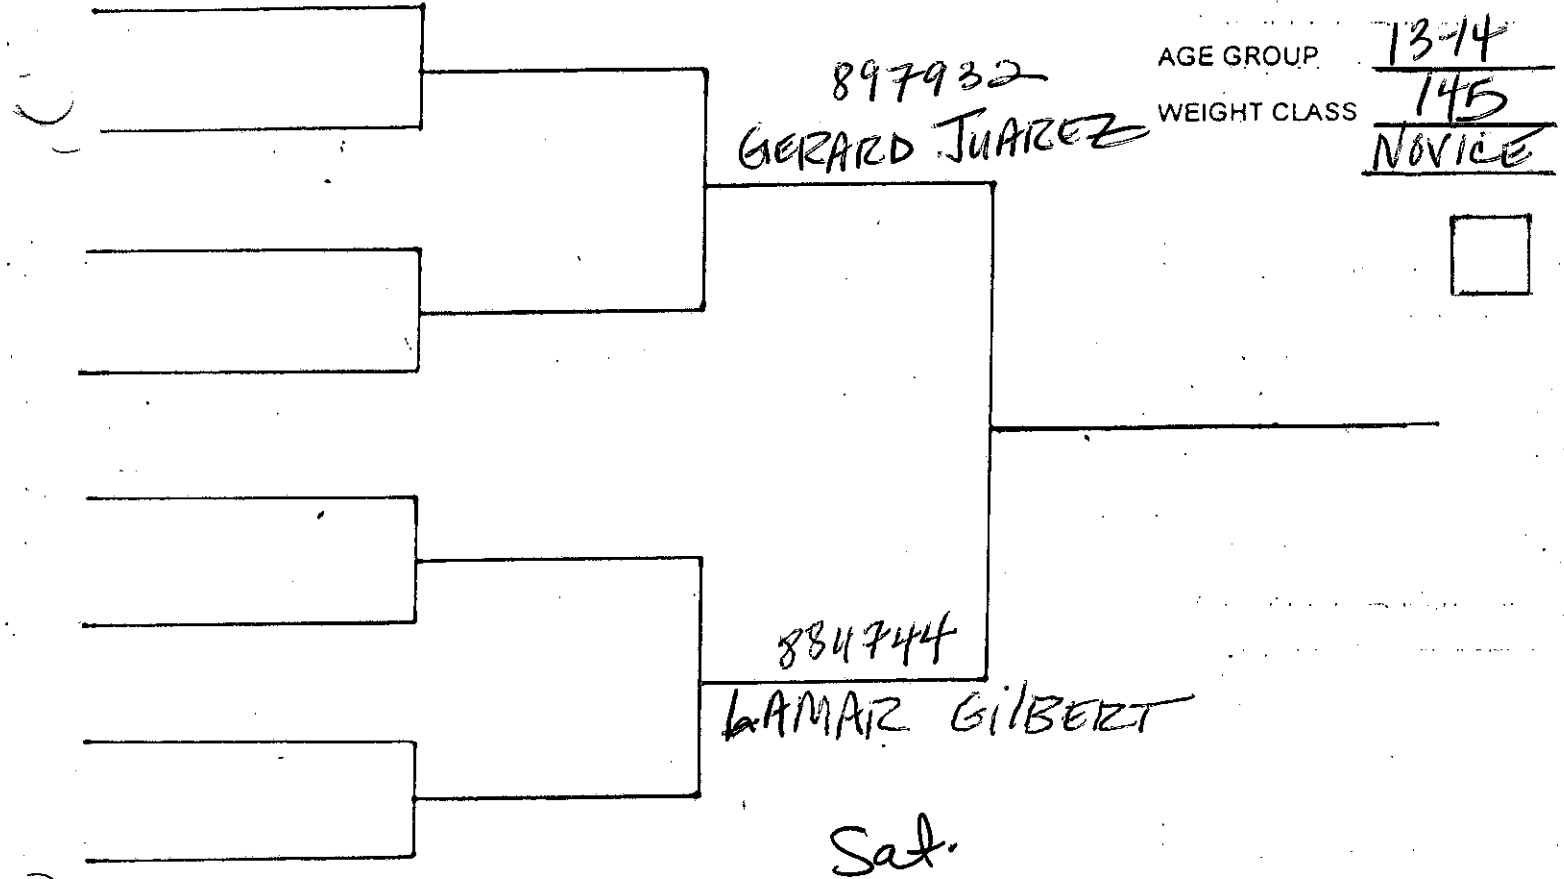 AGE GROUP 13-14
WEIGHT CLASS 145
NOVICE
897932
GERARD JUAREZ
884744
LAMAR GilBERT
Sat.